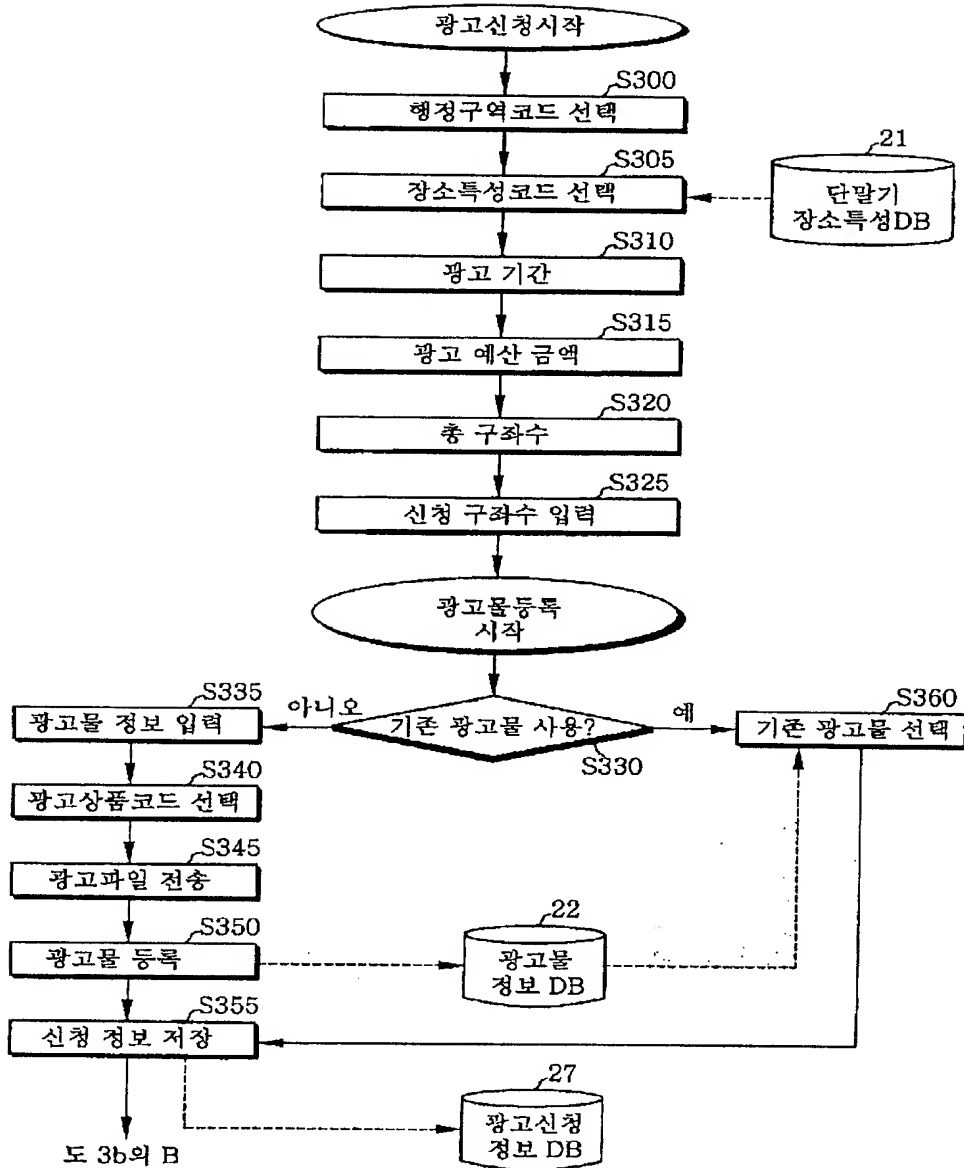 광고신청시작
S300
행정구역코드 선택
S305
장소특성코드 선택
21
단말기
장소특성DB
S310
광고 기간
S315
광고 예산 금액
S320
총 구좌수
S325
신청 구좌수 입력
광고물등록
시작
S335
광고물 정보 입력
아니오
기존 광고물 사용?
S330
예
S360
기존 광고물 선택
S340
광고상품코드 선택
S345
광고파일 전송
S350
광고물 등록
22
광고물
정보 DB
S355
신청 정보 저장
27
광고신청
정보 DB
도 3b의 B